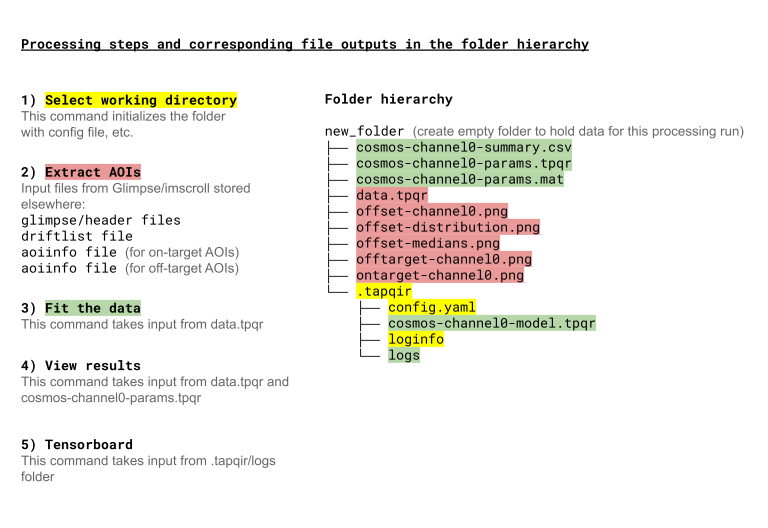 Processing steps and corresponding file outputs in the folder hierarchy
1) Select working directory
This command initializes the folder
with config file, etc.
2) Extract AOIs
Input files from Glimpse/imscroll stored
elsewhere:
glimpse/header files
driftlist file
aoiinfo file (for on-target AOIs)
aoiinfo file (for off-target AOIs)
3) Fit the data
This command takes input from data.tpqr
4) View results
This command takes input from data.tpqr and
cosmos-channel0-params.tpqr
5) Tensorboard
This command takes input from .tapqir/logs
folder
Folder hierarchy
new_folder (create empty folder to hold data for this processing run)
├── cosmos-channel0-summary.csv
├── cosmos-channel0-params.tpqr
├── cosmos-channel0-params.mat
├── data.tpqr
├── offset-channel0.png
├── offset-distribution.png
├── offset-medians.png
├── offtarget-channel0.png
├── ontarget-channel0.png
└── .tapqir
├── config.yaml
├── cosmos-channel0-model.tpqr
├── loginfo
└── logs